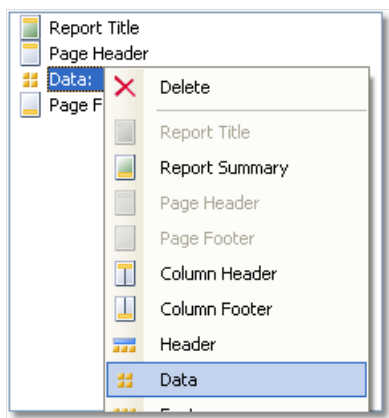 Report Title
Page Header
Data:
Page F
Delete
Report Title
Report Summary
Page Header
Page Footer
Column Header
Column Footer
Header
Data